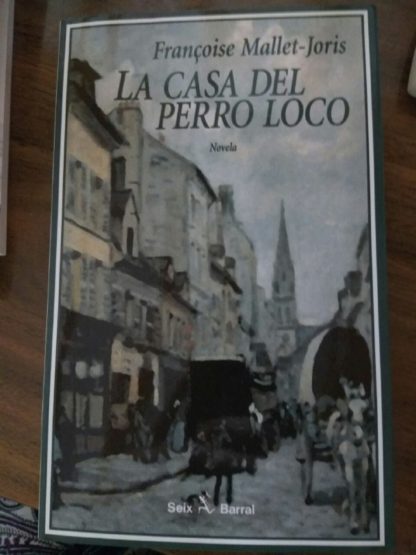 Françoise Mallet-Joris
LA CASA DEL
PERRO LOCO
Novela
Seix Barral